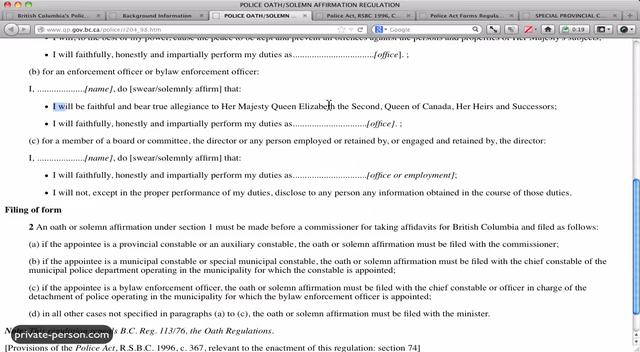 POLICE OATH/SOLEMN AFFIRMATION REGULATION
British Columbia's Polic...
Background Information
POLICE OATH/SOLEMN ...
Police Act, RSBC 1996, C...
Police Act Forms Regula...
SPECIAL PROVINCIAL C...
www.qp.gov.bc.ca/police/r204_98.htm
Google
0:19
• I will faithfully, honestly and impartially perform my duties as.............................[office]. ;
(b) for an enforcement officer or bylaw enforcement officer:
I, ...................[name], do [swear/solemnly affirm] that:
• I will be faithful and bear true allegiance to Her Majesty Queen Elizabeth the Second, Queen of Canada, Her Heirs and Successors;
• I will faithfully, honestly and impartially perform my duties as..........................[office]. ;
(c) for a member of a board or committee, the director or any person employed or retained by, or engaged and retained by, the director:
I, ...................[name], do [swear/solemnly affirm] that:
• I will faithfully, honestly and impartially perform my duties as..........................[office or employment];
• I will not, except in the proper performance of my duties, disclose to any person any information obtained in the course of those duties.
Filing of form
2 An oath or solemn affirmation under section 1 must be made before a commissioner for taking affidavits for British Columbia and filed as follows:
(a) if the appointee is a provincial constable or an auxiliary constable, the oath or solemn affirmation must be filed with the commissioner;
(b) if the appointee is a municipal constable or special municipal constable, the oath or solemn affirmation must be filed with the chief constable of the
municipal police department operating in the municipality for which the constable is appointed;
(c) if the appointee is a bylaw enforcement officer, the oath or solemn affirmation must be filed with the chief constable or officer in charge of the
detachment of police operating in the municipality for which the bylaw enforcement officer is appointed;
(d) in all other cases not specified in paragraphs (a) to (c), the oath or solemn affirmation must be filed with the minister.
Note: This regulation repeals B.C. Reg. 113/76, the Oath Regulations.
private-person.com
[Provisions of the Police Act, R.S.B.C. 1996, c. 367, relevant to the enactment of this regulation: section 74]